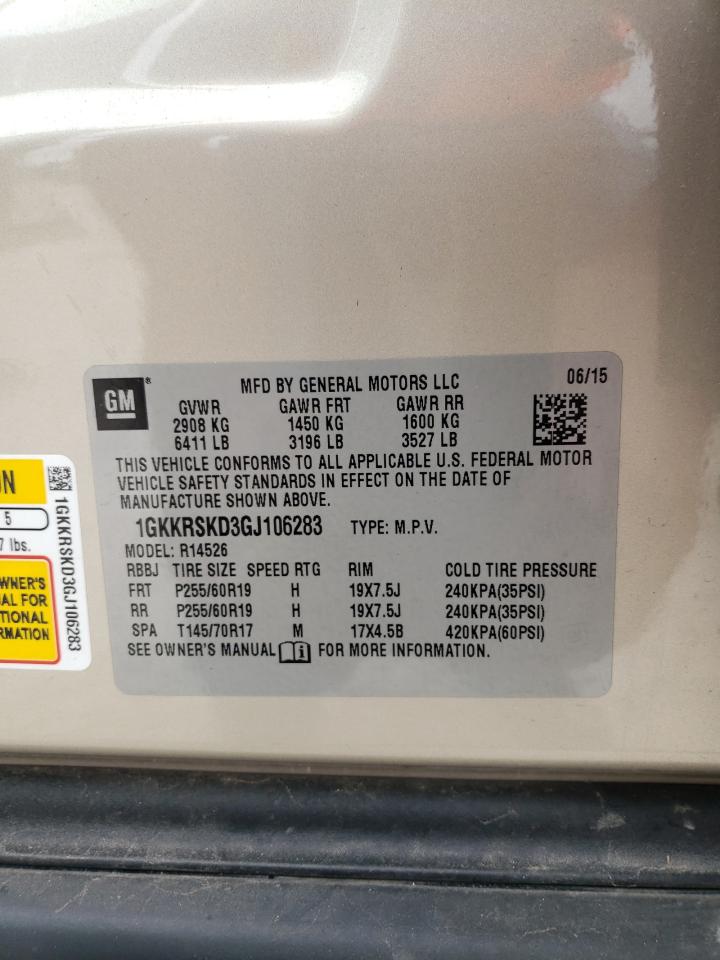 GM ®
MFD BY GENERAL MOTORS LLC 06/15
GVWR GAWR FRT GAWR RR
2908 KG 1450 KG 1600 KG
6411 LB 3196 LB 3527 LB
THIS VEHICLE CONFORMS TO ALL APPLICABLE U.S. FEDERAL MOTOR
VEHICLE SAFETY STANDARDS IN EFFECT ON THE DATE OF
MANUFACTURE SHOWN ABOVE.
1GKKRSKD3GJ106283 TYPE: M.P.V.
MODEL: R14526
RBBJ TIRE SIZE SPEED RTG RIM COLD TIRE PRESSURE
FRT P255/60R19 H 19X7.5J 240KPA(35PSI)
RR P255/60R19 H 19X7.5J 240KPA(35PSI)
SPA T145/70R17 M 17X4.5B 420KPA(60PSI)
SEE OWNER'S MANUAL i FOR MORE INFORMATION.
ON
5
7 lbs.
WNER'S
AL FOR
TIONAL
RMATION
1GKKRSKD3GJ106283